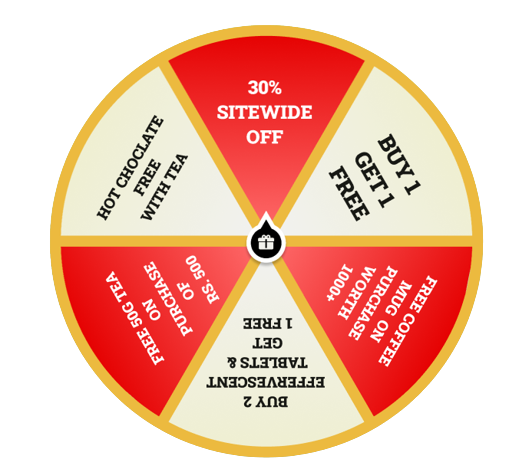 30%
SITEWIDE
OFF
BUY 1
GET 1
FREE
FREE COFFEE
MUG ON
PURCHASE
WORTH
1000+
BUY 2
EFFERVESCENT
TABLETS &
GET
1 FREE
FREE 50G TEA
ON
PURCHASE
OF
RS. 500
HOT CHOCLATE
FREE
WITH TEA